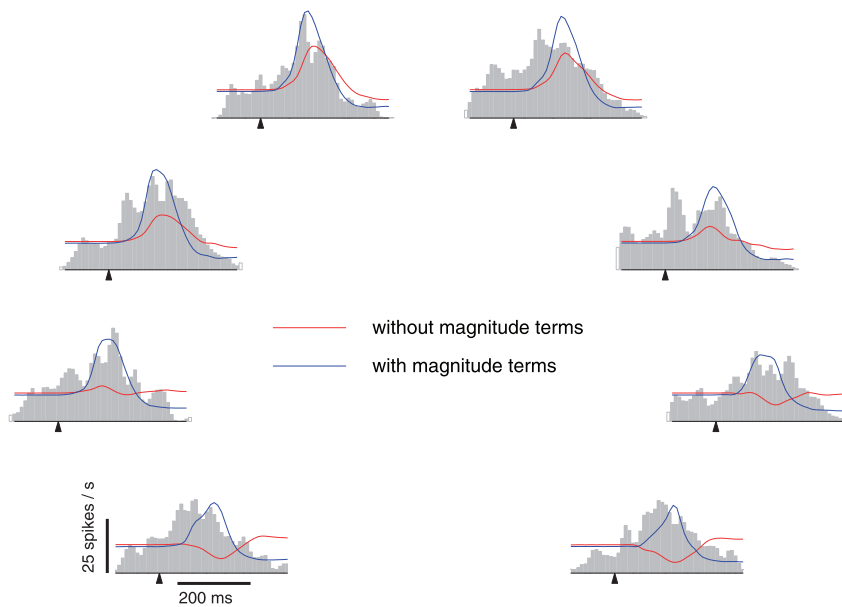 without magnitude terms
with magnitude terms
25 spikes / s
200 ms